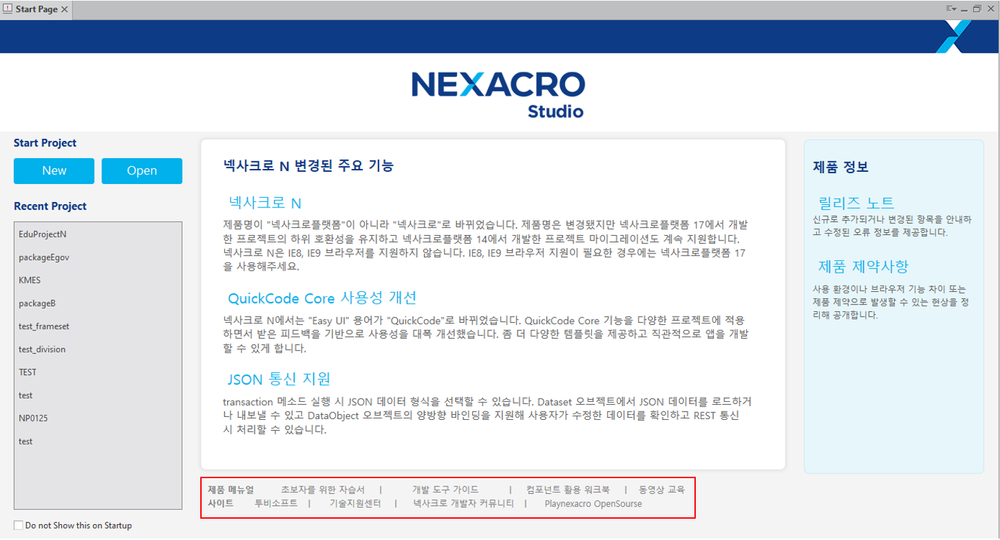 Start Page
NEXACRO
Studio
Start Project
New
Open
Recent Project
EduProjectN
packageEgov
KMES
packageB
test_frameset
test_division
TEST
test
NP0125
test
Do not Show this on Startup
넥사크로 N 변경된 주요 기능
넥사크로 N
제품명이 "넥사크로플랫폼"이 아니라 "넥사크로"로 바뀌었습니다. 제품명은 변경됐지만 넥사크로플랫폼 17에서 개발
한 프로젝트의 하위 호환성을 유지하고 넥사크로플랫폼 14에서 개발한 프로젝트 마이그레이션도 계속 지원합니다.
넥사크로 N은 IE8, IE9 브라우저를 지원하지 않습니다. IE8, IE9 브라우저 지원이 필요한 경우에는 넥사크로플랫폼 17
을 사용해주세요.
QuickCode Core 사용성 개선
넥사크로 N에서는 "Easy UI" 용어가 "QuickCode"로 바뀌었습니다. QuickCode Core 기능을 다양한 프로젝트에 적용
하면서 받은 피드백을 기반으로 사용성을 대폭 개선했습니다. 좀 더 다양한 템플릿을 제공하고 직관적으로 앱을 개발
할 수 있게 합니다.
JSON 통신 지원
transaction 메소드 실행 시 JSON 데이터 형식을 선택할 수 있습니다. Dataset 오브젝트에서 JSON 데이터를 로드하거
나 내보낼 수 있고 DataObject 오브젝트의 양방향 바인딩을 지원해 사용자가 수정한 데이터를 확인하고 REST 통신
시 처리할 수 있습니다.
제품 메뉴얼 초보자를 위한 자습서 | 개발 도구 가이드 | 컴포넌트 활용 워크북 | 동영상 교육
사이트 투비소프트 | 기술지원센터 | 넥사크로 개발자 커뮤니티 | Playnexacro OpenSourse
제품 정보
릴리즈 노트
신규로 추가되거나 변경된 항목을 안내하
고 수정된 오류 정보를 제공합니다.
제품 제약사항
사용 환경이나 브라우저 기능 차이 또는
제품 제약으로 발생할 수 있는 현상을 정
리해 공개합니다.